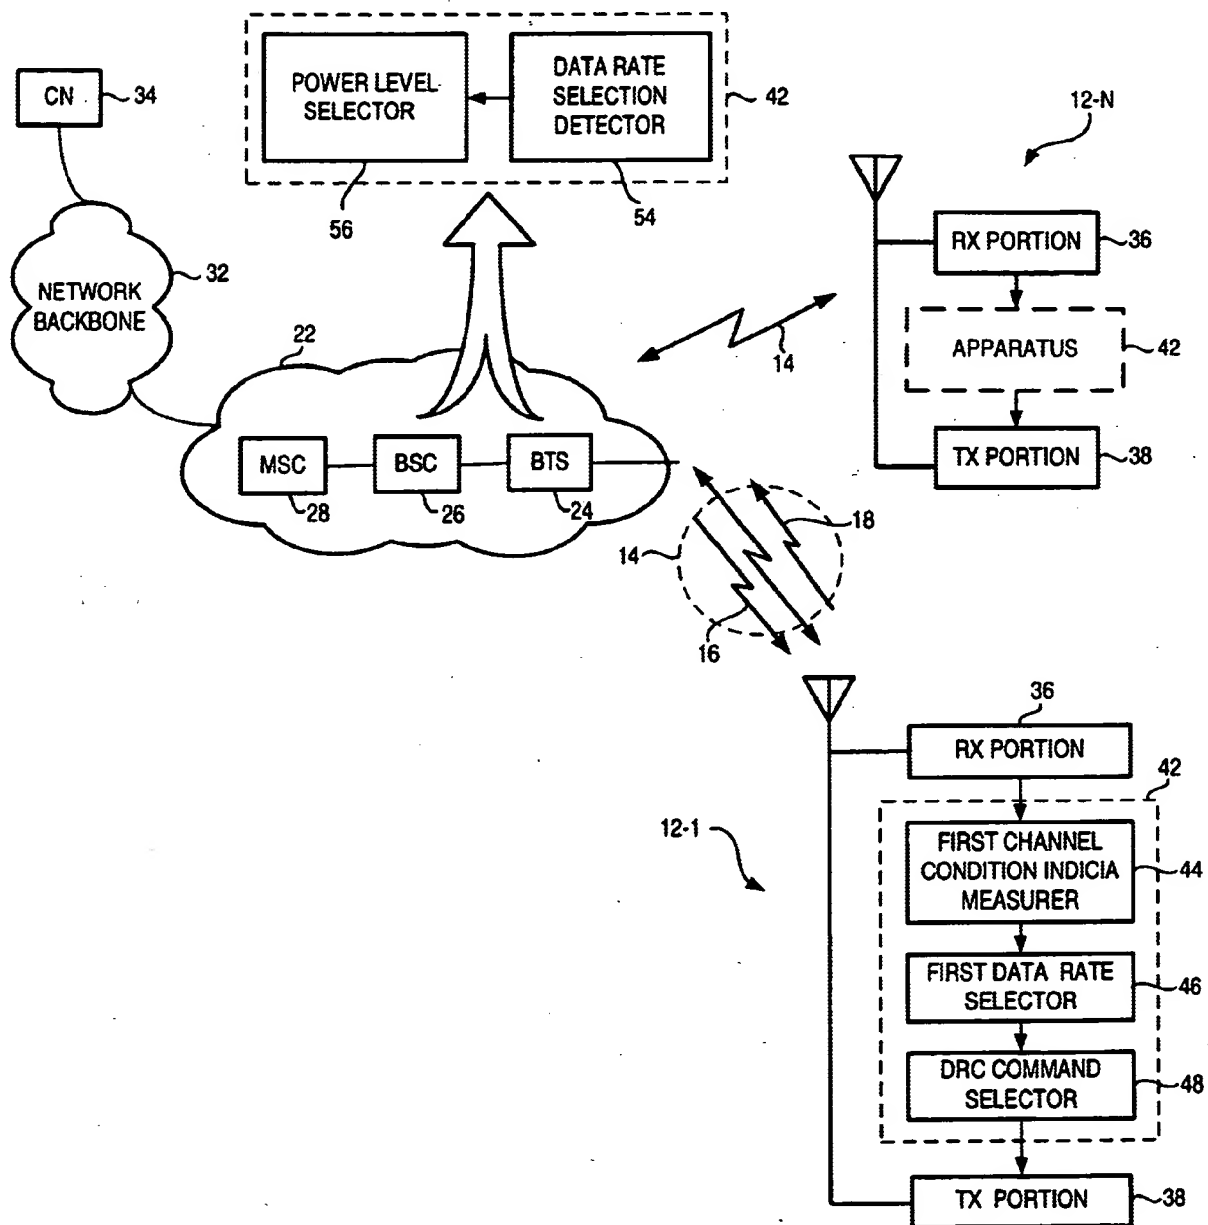 POWER LEVEL
SELECTOR
DATA RATE
SELECTION
DETECTOR
42
56
54
CN
34
12-N
NETWORK
BACKBONE
32
RX PORTION
36
APPARATUS
42
TX PORTION
38
14
22
MSC
BSC
BTS
28
26
24
14
18
16
36
RX PORTION
42
12-1
FIRST CHANNEL
CONDITION INDICIA
MEASURER
44
FIRST DATA RATE
SELECTOR
46
DRC COMMAND
SELECTOR
48
TX PORTION
38